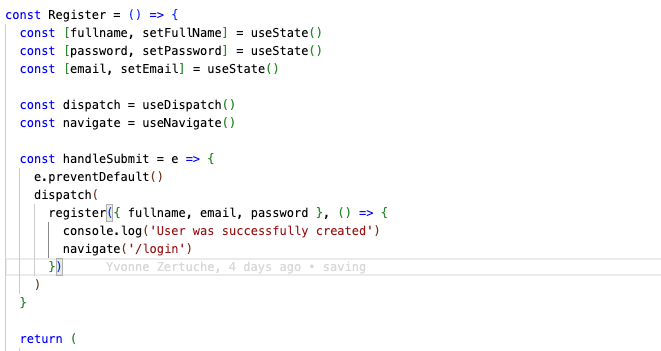 const Register = () => {
const [fullname, setFullName] = useState()
const [password, setPassword] = useState()
const [email, setEmail] = useState()
const dispatch = useDispatch()
const navigate = useNavigate()
const handleSubmit = e => {
e.preventDefault()
dispatch(
register({ fullname, email, password }, () => {
console.log('User was successfully created')
navigate('/login')
})     Yvonne Zertuche, 4 days ago • saving
)
}
return (